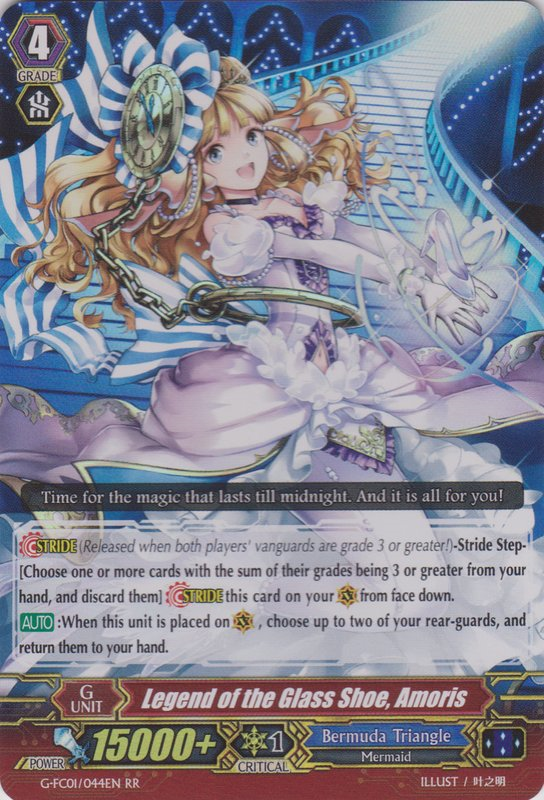 4
GRADE
Time for the magic that lasts till midnight. And it is all for you!
STRIDE (Released when both players' vanguards are grade 3 or greater!)-Stride Step-
[Choose one or more cards with the sum of their grades being 3 or greater from
your hand, and discard them] STRIDE this card on your from face down.
AUTO :When this unit is placed on , choose up to two of your rear-guards, and
return them to your hand.
G
UNIT
Legend of the Glass Shoe, Amoris
POWER 15000+ 1
CRITICAL
Bermuda Triangle
Mermaid
G-FC01/044EN RR
ILLUST / 叶之明